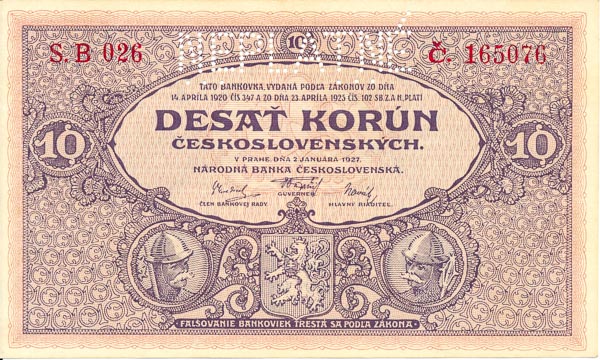 NEPLATNÉ
S. B 026
10
Č. 165076
TATO BANKOVKA, VYDANÁ PODĽA ZÁKONOV ZO DŇA
14. APRÍLA 1920 ČÍS 347 A ZO DŇA 23. APRÍLA 1925 ČÍS. 102 SB. Z. A N., PLATÍ
DESAŤ KORÚN
ČESKOSLOVENSKÝCH.
10
10
V PRAHE DŇA 2 JANUÁRA 1927.
NÁRODNÁ BANKA ČESKOSLOVENSKÁ.
ČLEN BANKOVEJ RADY.
GUVERNÉR
HLAVNÝ RIADITEĽ.
FALŠOVANIE BANKOVIEK TRESTÁ SA PODĽA ZÁKONA